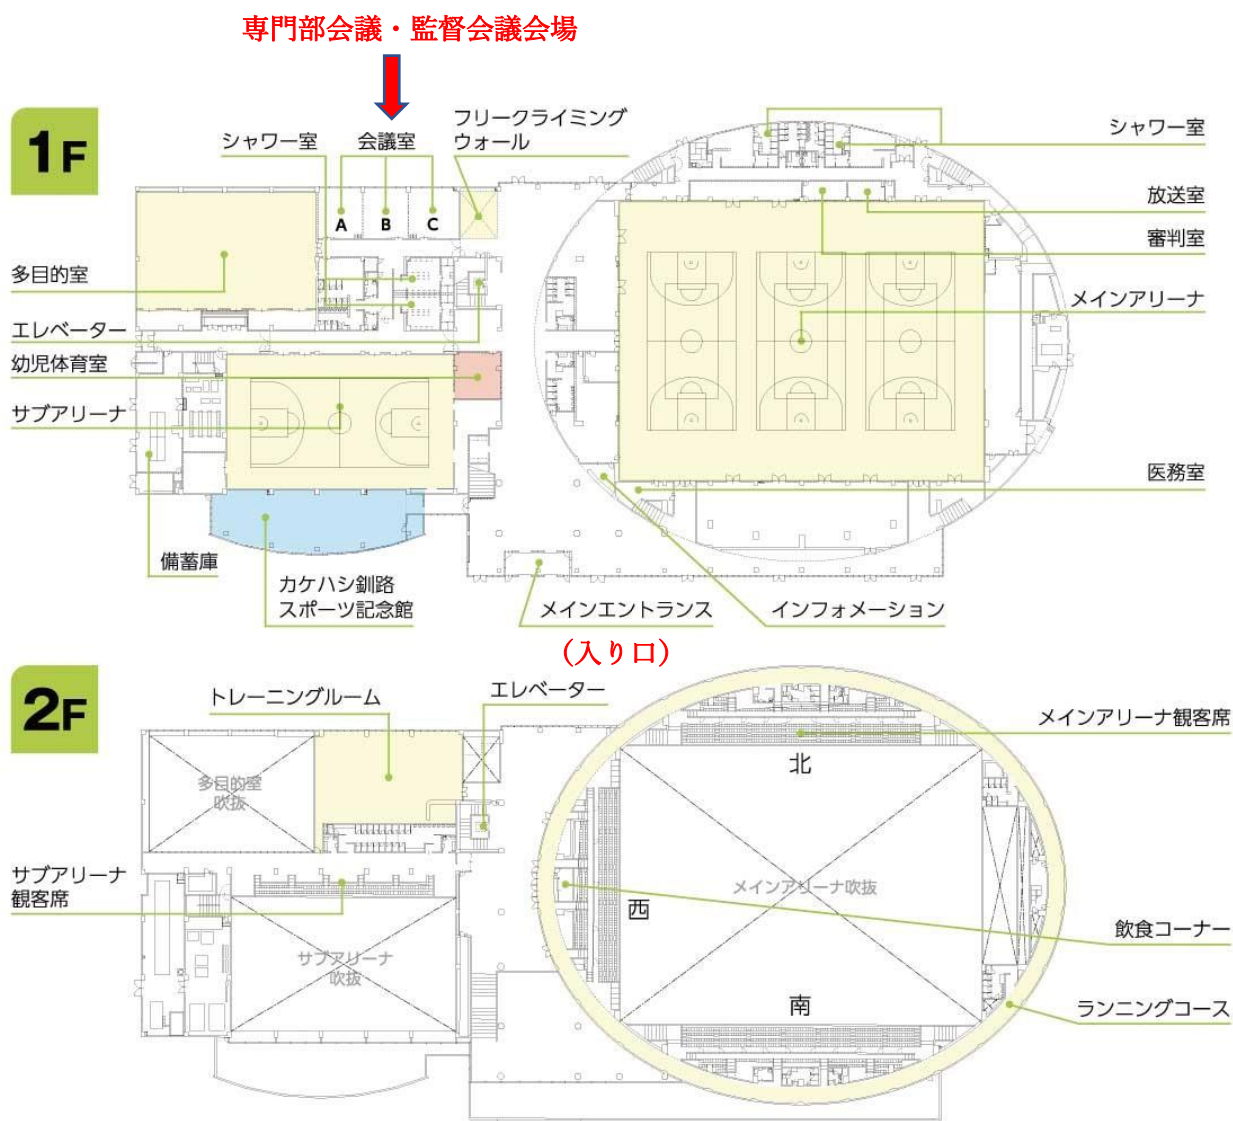 専門部会議・監督会議会場
1F
シャワー室
会議室
フリークライミング
ウォール
シャワー室
放送室
審判室
メインアリーナ
A
B
C
多目的室
エレベーター
幼児体育室
サブアリーナ
医務室
備蓄庫
カケハシ釧路
スポーツ記念館
メインエントランス
インフォメーション
（入り口）
2F
トレーニングルーム
エレベーター
メインアリーナ観客席
北
多目的室
吹抜
サブアリーナ
観客席
西
メインアリーナ吹抜
飲食コーナー
サブアリーナ
吹抜
南
ランニングコース